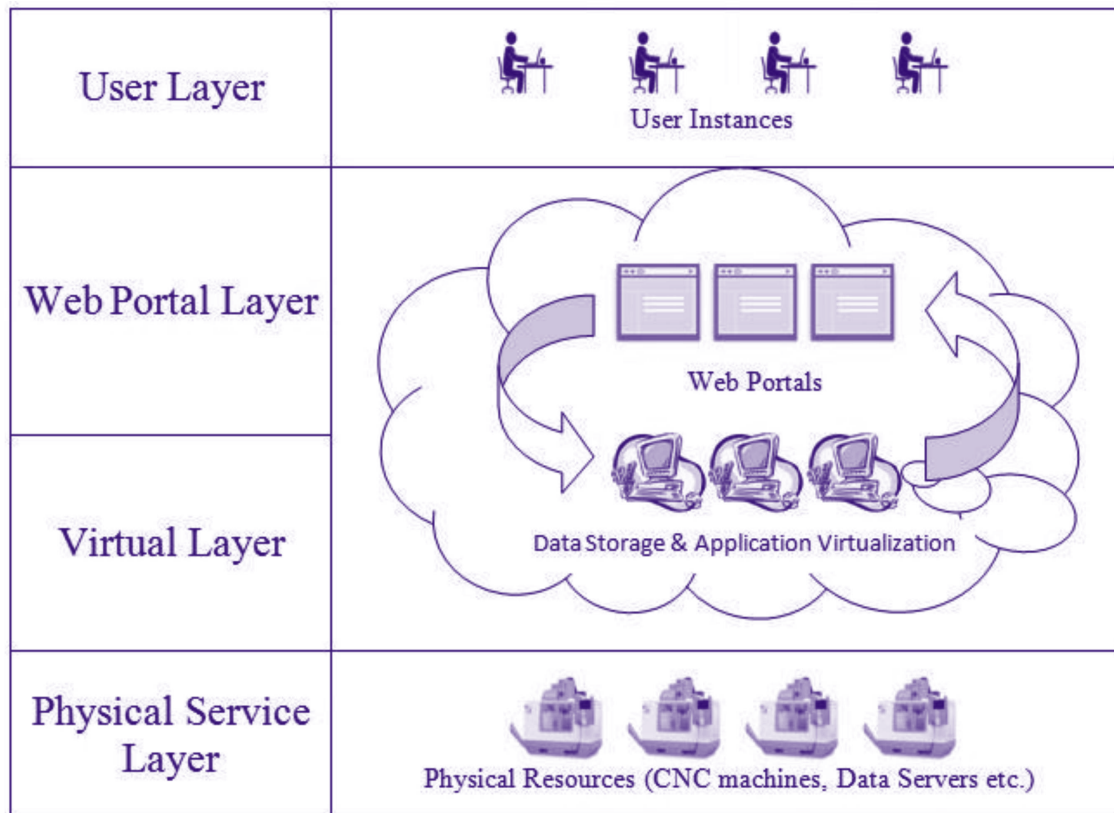 User Layer
User Instances
Web Portal Layer
Web Portals
Virtual Layer
Data Storage & Application Virtualization
Physical Service
Layer
Physical Resources (CNC machines, Data Servers etc.)